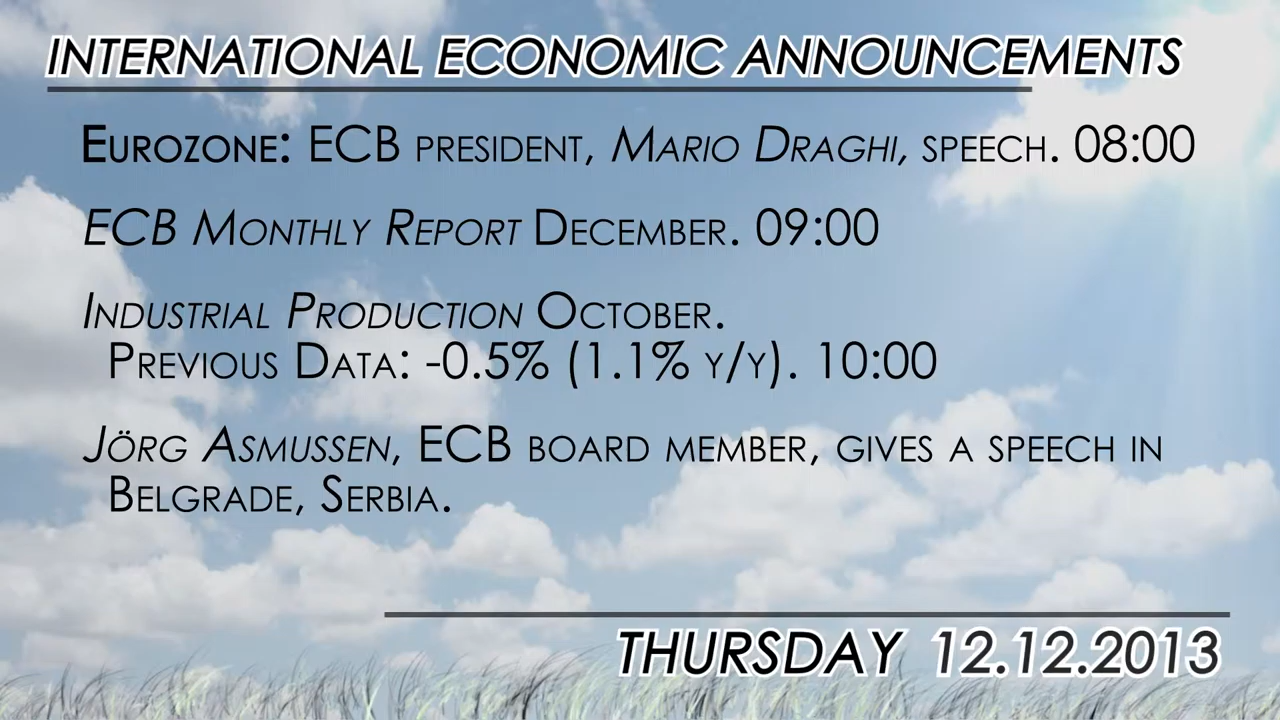 INTERNATIONAL ECONOMIC ANNOUNCEMENTS
Eurozone: ECB president, Mario Draghi, speech. 08:00
ECB Monthly Report December. 09:00
Industrial Production October.
Previous Data: -0.5% (1.1% y/y). 10:00
Jörg Asmussen, ECB board member, gives a speech in
Belgrade, Serbia.
THURSDAY 12.12.2013